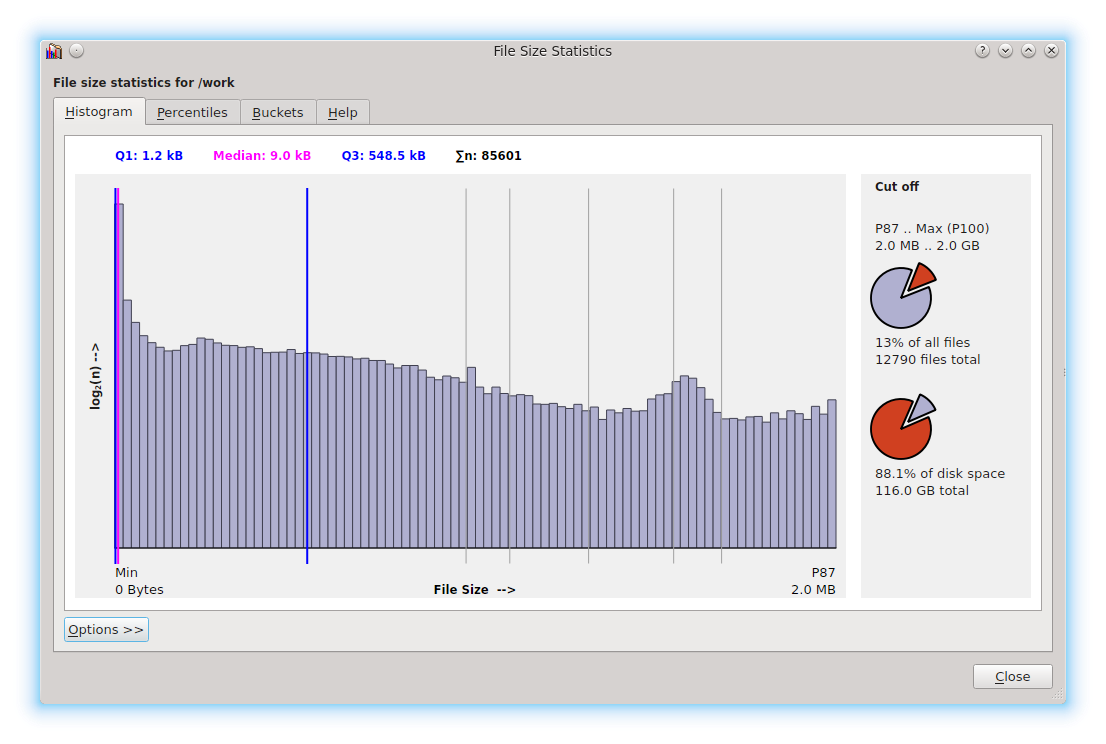 File Size Statistics
File size statistics for /work
Histogram
Percentiles
Buckets
Help
Q1: 1.2 kB
Median: 9.0 kB
Q3: 548.5 kB
∑n: 85601
log₂(n) -->
Min
0 Bytes
File Size -->
P87
2.0 MB
Cut off
P87 .. Max (P100)
2.0 MB .. 2.0 GB
13% of all files
12790 files total
88.1% of disk space
116.0 GB total
Options >>
Close